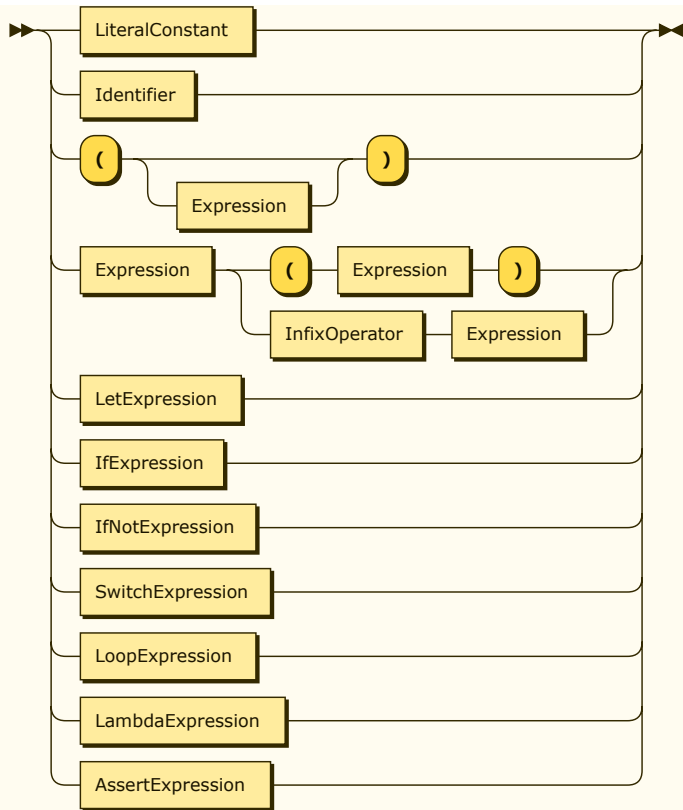 LiteralConstant
Identifier
( )
Expression
Expression ( Expression )
InfixOperator Expression
LetExpression
IfExpression
IfNotExpression
SwitchExpression
LoopExpression
LambdaExpression
AssertExpression